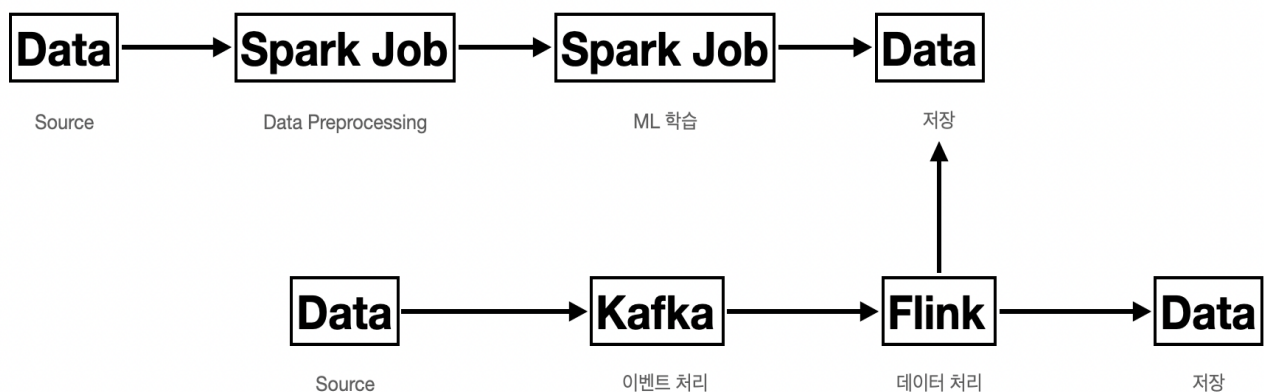 Data Spark Job Spark Job Data
Source Data Preprocessing ML 학습 저장
Data Kafka Flink Data
Source 이벤트 처리 데이터 처리 저장